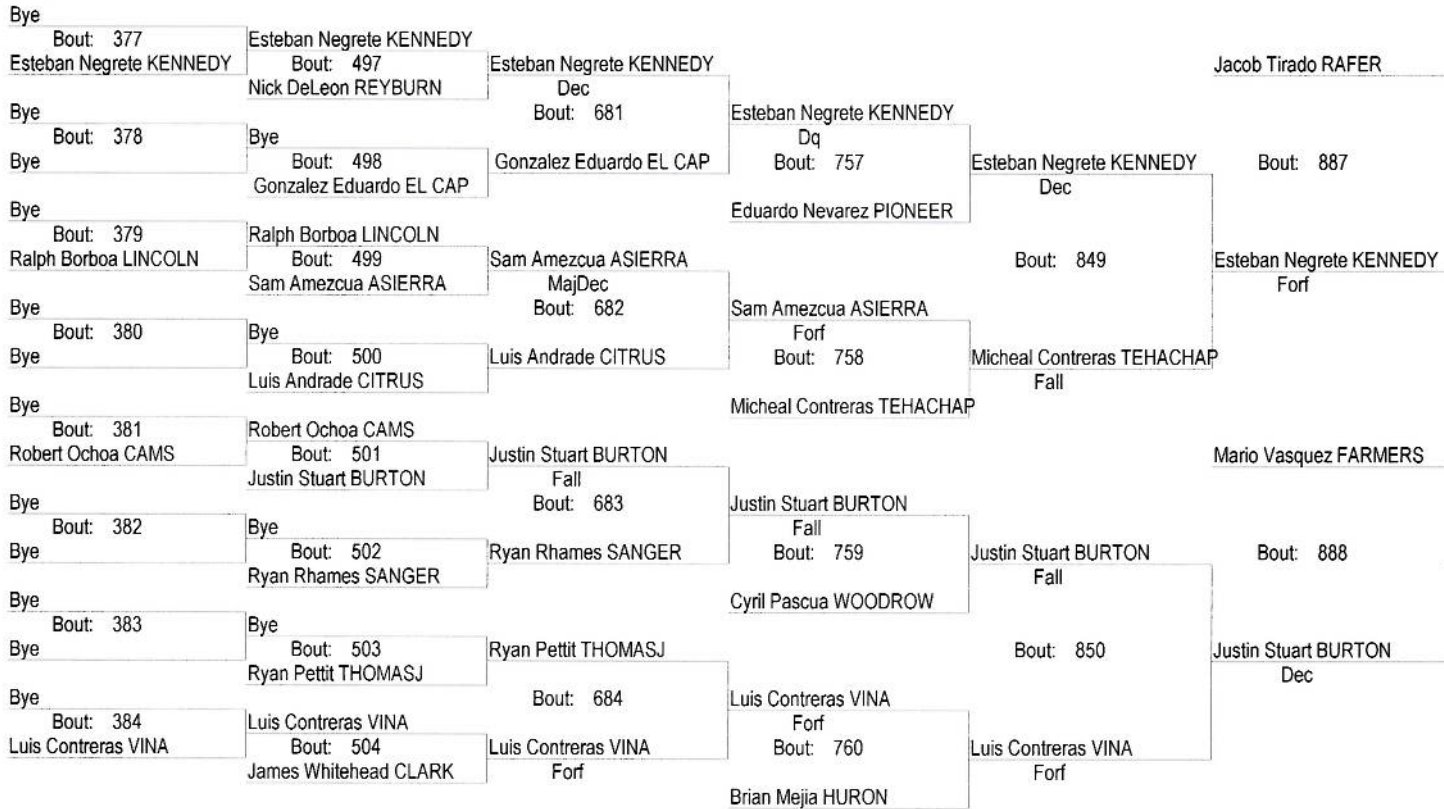 Bye
Bout: 377
Esteban Negrete KENNEDY
Bye
Bout: 378
Bye
Bye
Bout: 379
Ralph Borboa LINCOLN
Bye
Bout: 380
Bye
Bye
Bout: 381
Robert Ochoa CAMS
Bye
Bout: 382
Bye
Bye
Bout: 383
Bye
Bye
Bout: 384
Luis Contreras VINA
Esteban Negrete KENNEDY
Bout: 497
Nick DeLeon REYBURN
Bye
Bout: 498
Gonzalez Eduardo EL CAP
Ralph Borboa LINCOLN
Bout: 499
Sam Amezcua ASIERRA
Bye
Bout: 500
Luis Andrade CITRUS
Robert Ochoa CAMS
Bout: 501
Justin Stuart BURTON
Bye
Bout: 502
Ryan Rhames SANGER
Bye
Bout: 503
Ryan Pettit THOMASJ
Luis Contreras VINA
Bout: 504
James Whitehead CLARK
Esteban Negrete KENNEDY
Dec
Bout: 681
Gonzalez Eduardo EL CAP
Sam Amezcua ASIERRA
MajDec
Bout: 682
Luis Andrade CITRUS
Justin Stuart BURTON
Fall
Bout: 683
Ryan Rhames SANGER
Ryan Pettit THOMASJ
Bout: 684
Luis Contreras VINA
Forf
Esteban Negrete KENNEDY
Dq
Bout: 757
Eduardo Nevarez PIONEER
Sam Amezcua ASIERRA
Forf
Bout: 758
Micheal Contreras TEHACHAP
Justin Stuart BURTON
Fall
Bout: 759
Cyril Pascua WOODROW
Luis Contreras VINA
Forf
Bout: 760
Brian Mejia HURON
Esteban Negrete KENNEDY
Dec
Bout: 849
Micheal Contreras TEHACHAP
Fall
Justin Stuart BURTON
Fall
Bout: 850
Luis Contreras VINA
Forf
Jacob Tirado RAFER
Bout: 887
Esteban Negrete KENNEDY
Forf
Mario Vasquez FARMERS
Bout: 888
Justin Stuart BURTON
Dec